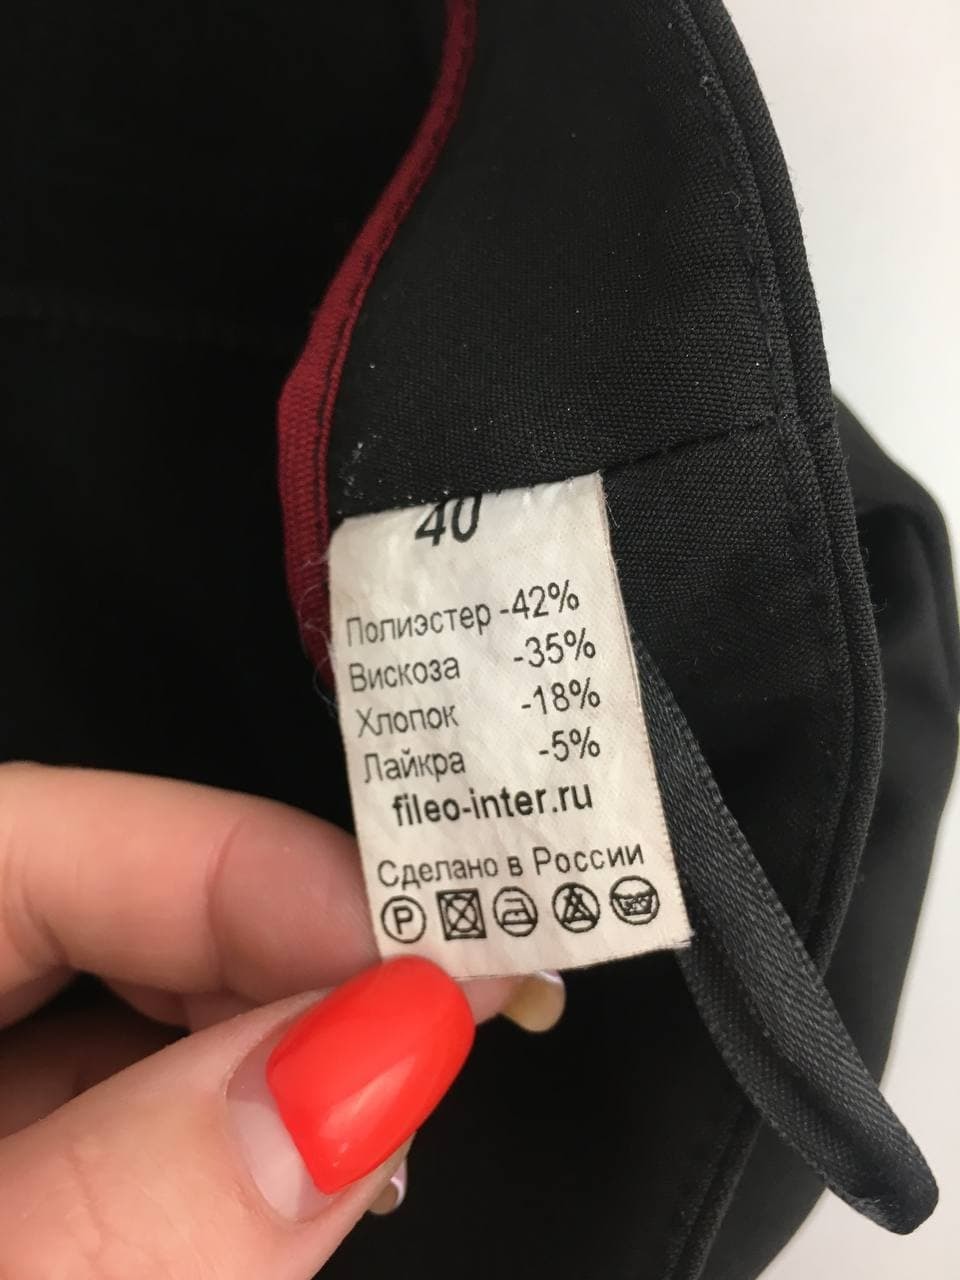 40
Полиэстер -42%
Вискоза -35%
Хлопок -18%
Лайкра -5%
fileo-inter.ru
Сделано в России
P